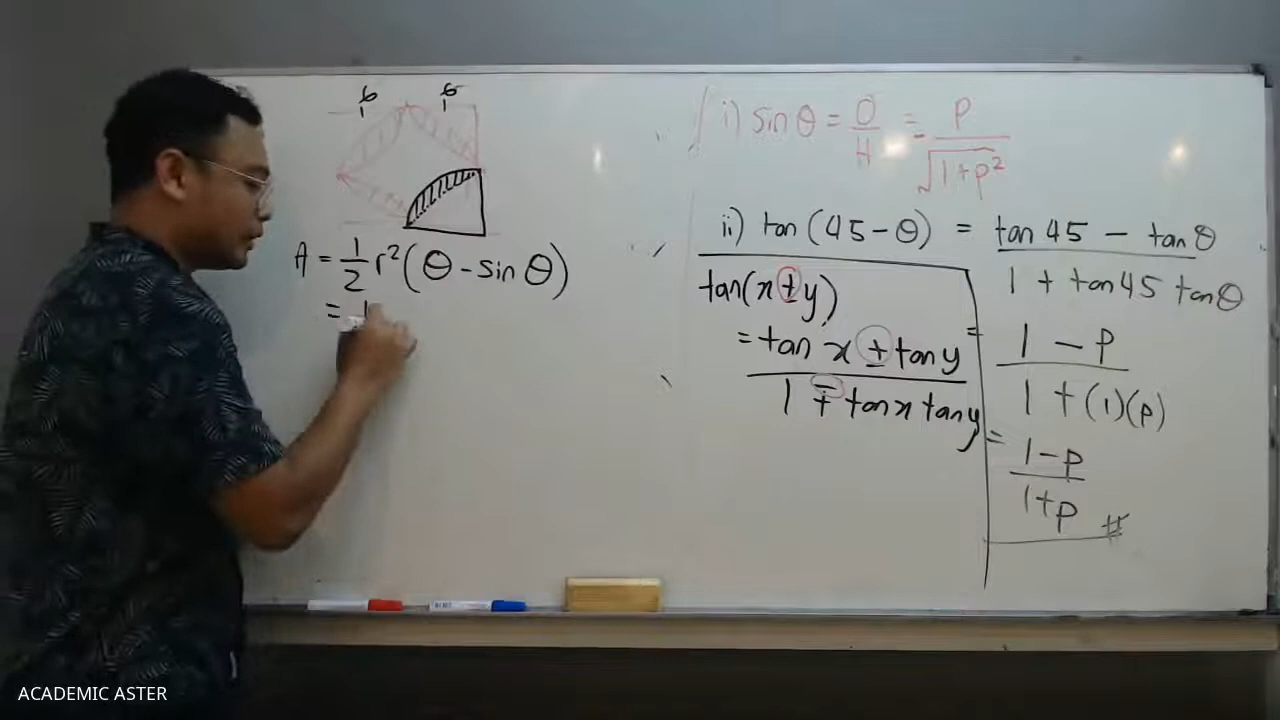 6 6
A = 1/2 r² (θ - sin θ)
= 1
i) sin θ = O/H = P/√(1+p²)
ii) tan (45 - θ) = (tan 45 - tan θ)/(1 + tan 45 tan θ)
tan(x ± y)
= (tan x ± tan y)/(1 ∓ tan x tan y)
= (1 - P)/(1 + (1)(p))
= (1-p)/(1+p) #
ACADEMIC ASTER